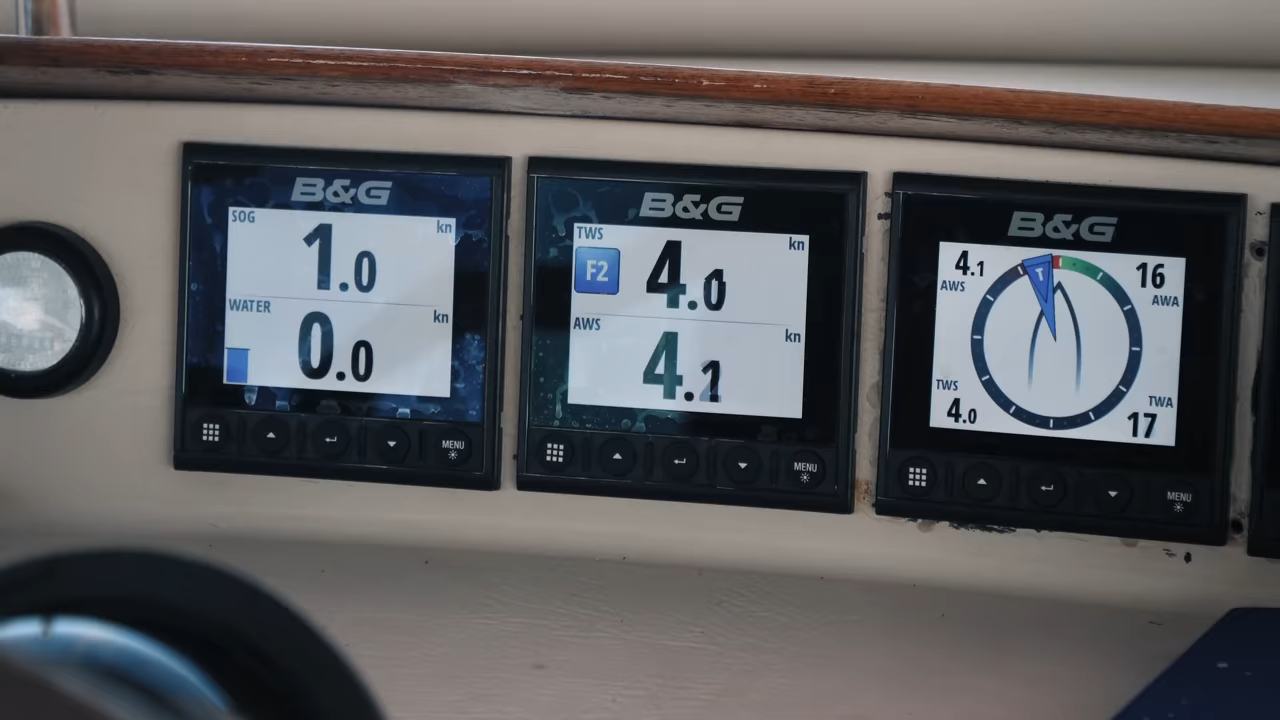 B&G
SOG kn
1.0
WATER kn
0.0
MENU
B&G
TWS kn
F2 4.0
AWS kn
4.1
MENU
B&G
4.1 AWS
16 AWA
T
TWS 4.0
TWA 17
MENU